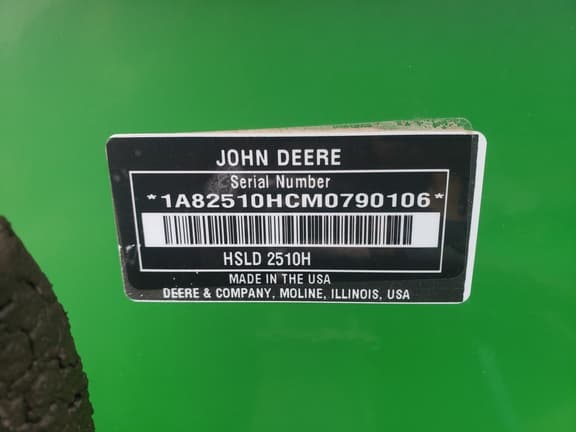 JOHN DEERE
Serial Number
*1A82510HCM0790106*
HSLD 2510H
MADE IN THE USA
DEERE & COMPANY, MOLINE, ILLINOIS, USA